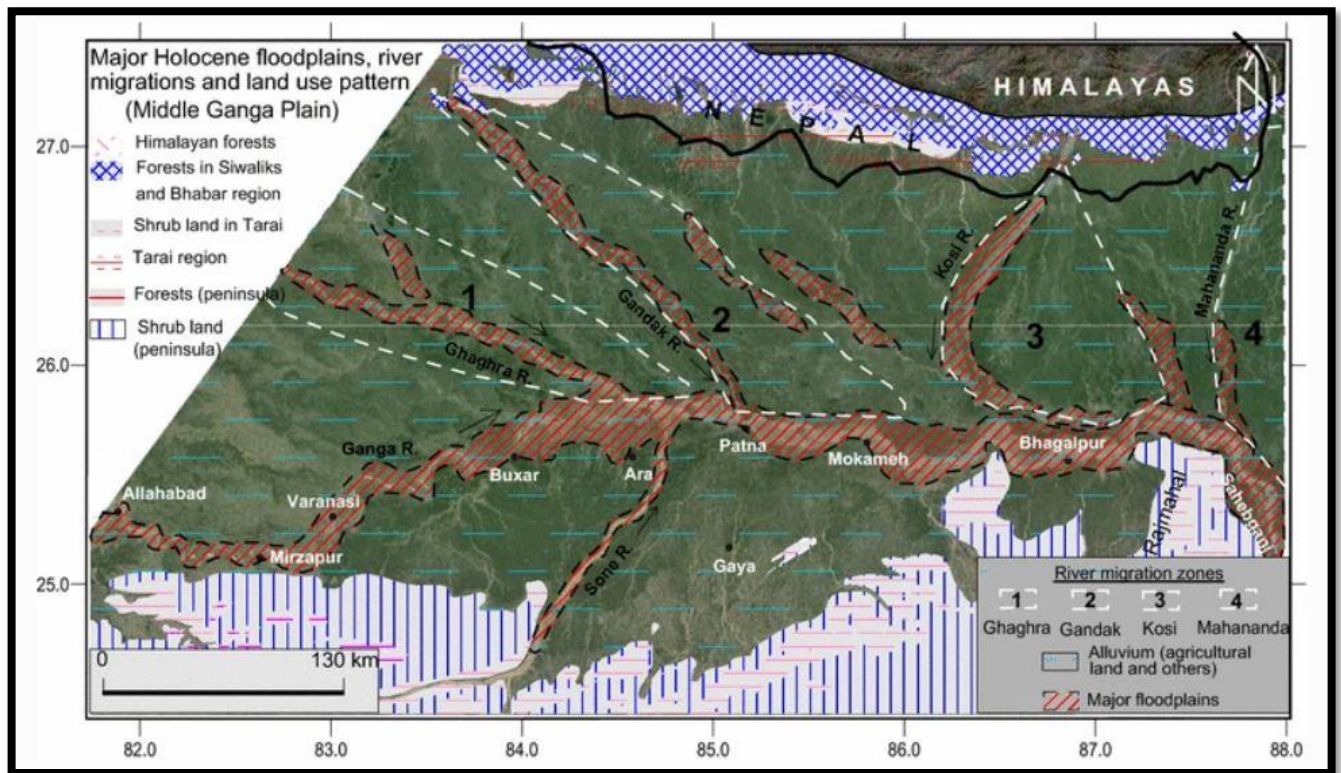 Major Holocene floodplains, river
migrations and land use pattern
(Middle Ganga Plain)
Himalayan forests
Forests in Siwaliks
and Bhabar region
Shrub land in Tarai
Tarai region
Forests (peninsula)
Shrub land
(peninsula)
HIMALAYAS
N
NEPAL
27.0
26.0
25.0
1
2
3
4
Ghaghra R.
Gandak R.
Kosi R.
Mahananda R.
Ganga R.
Sone R.
Allahabad
Varanasi
Mirzapur
Buxar
Ara
Patna
Mokameh
Bhagalpur
Gaya
Rajmahal
Sahebganj
0 130 km
River migration zones
1 2 3 4
Ghaghra Gandak Kosi Mahananda
Alluvium (agricultural
land and others)
Major floodplains
82.0 83.0 84.0 85.0 86.0 87.0 88.0